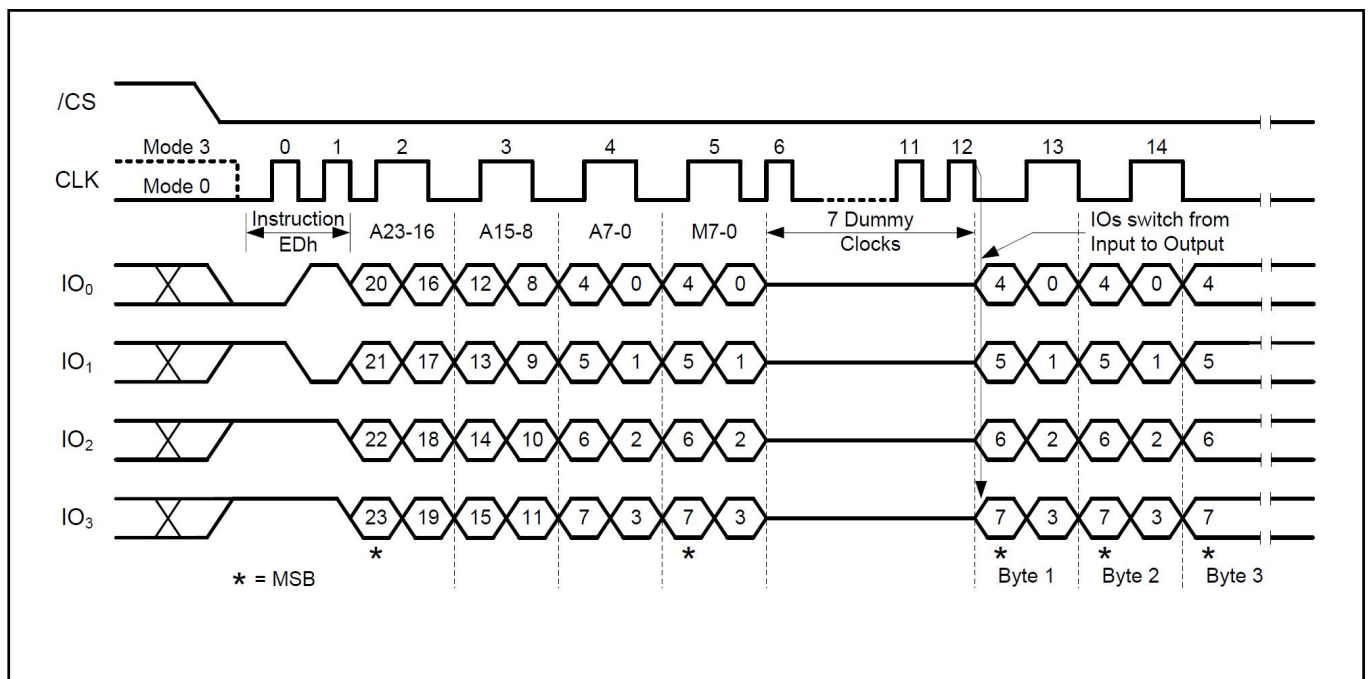 /CS
Mode 3 0 1 2 3 4 5 6 11 12 13 14
CLK
Mode 0
Instruction
EDh
A23-16 A15-8 A7-0 M7-0
7 Dummy
Clocks
IOs switch from
Input to Output
IO₀ 20 16 12 8 4 0 4 0 4 0 4 0 4
IO₁ 21 17 13 9 5 1 5 1 5 1 5 1 5
IO₂ 22 18 14 10 6 2 6 2 6 2 6 2 6
IO₃ 23 19 15 11 7 3 7 3 7 3 7 3 7
* * * * *
* = MSB
Byte 1 Byte 2 Byte 3